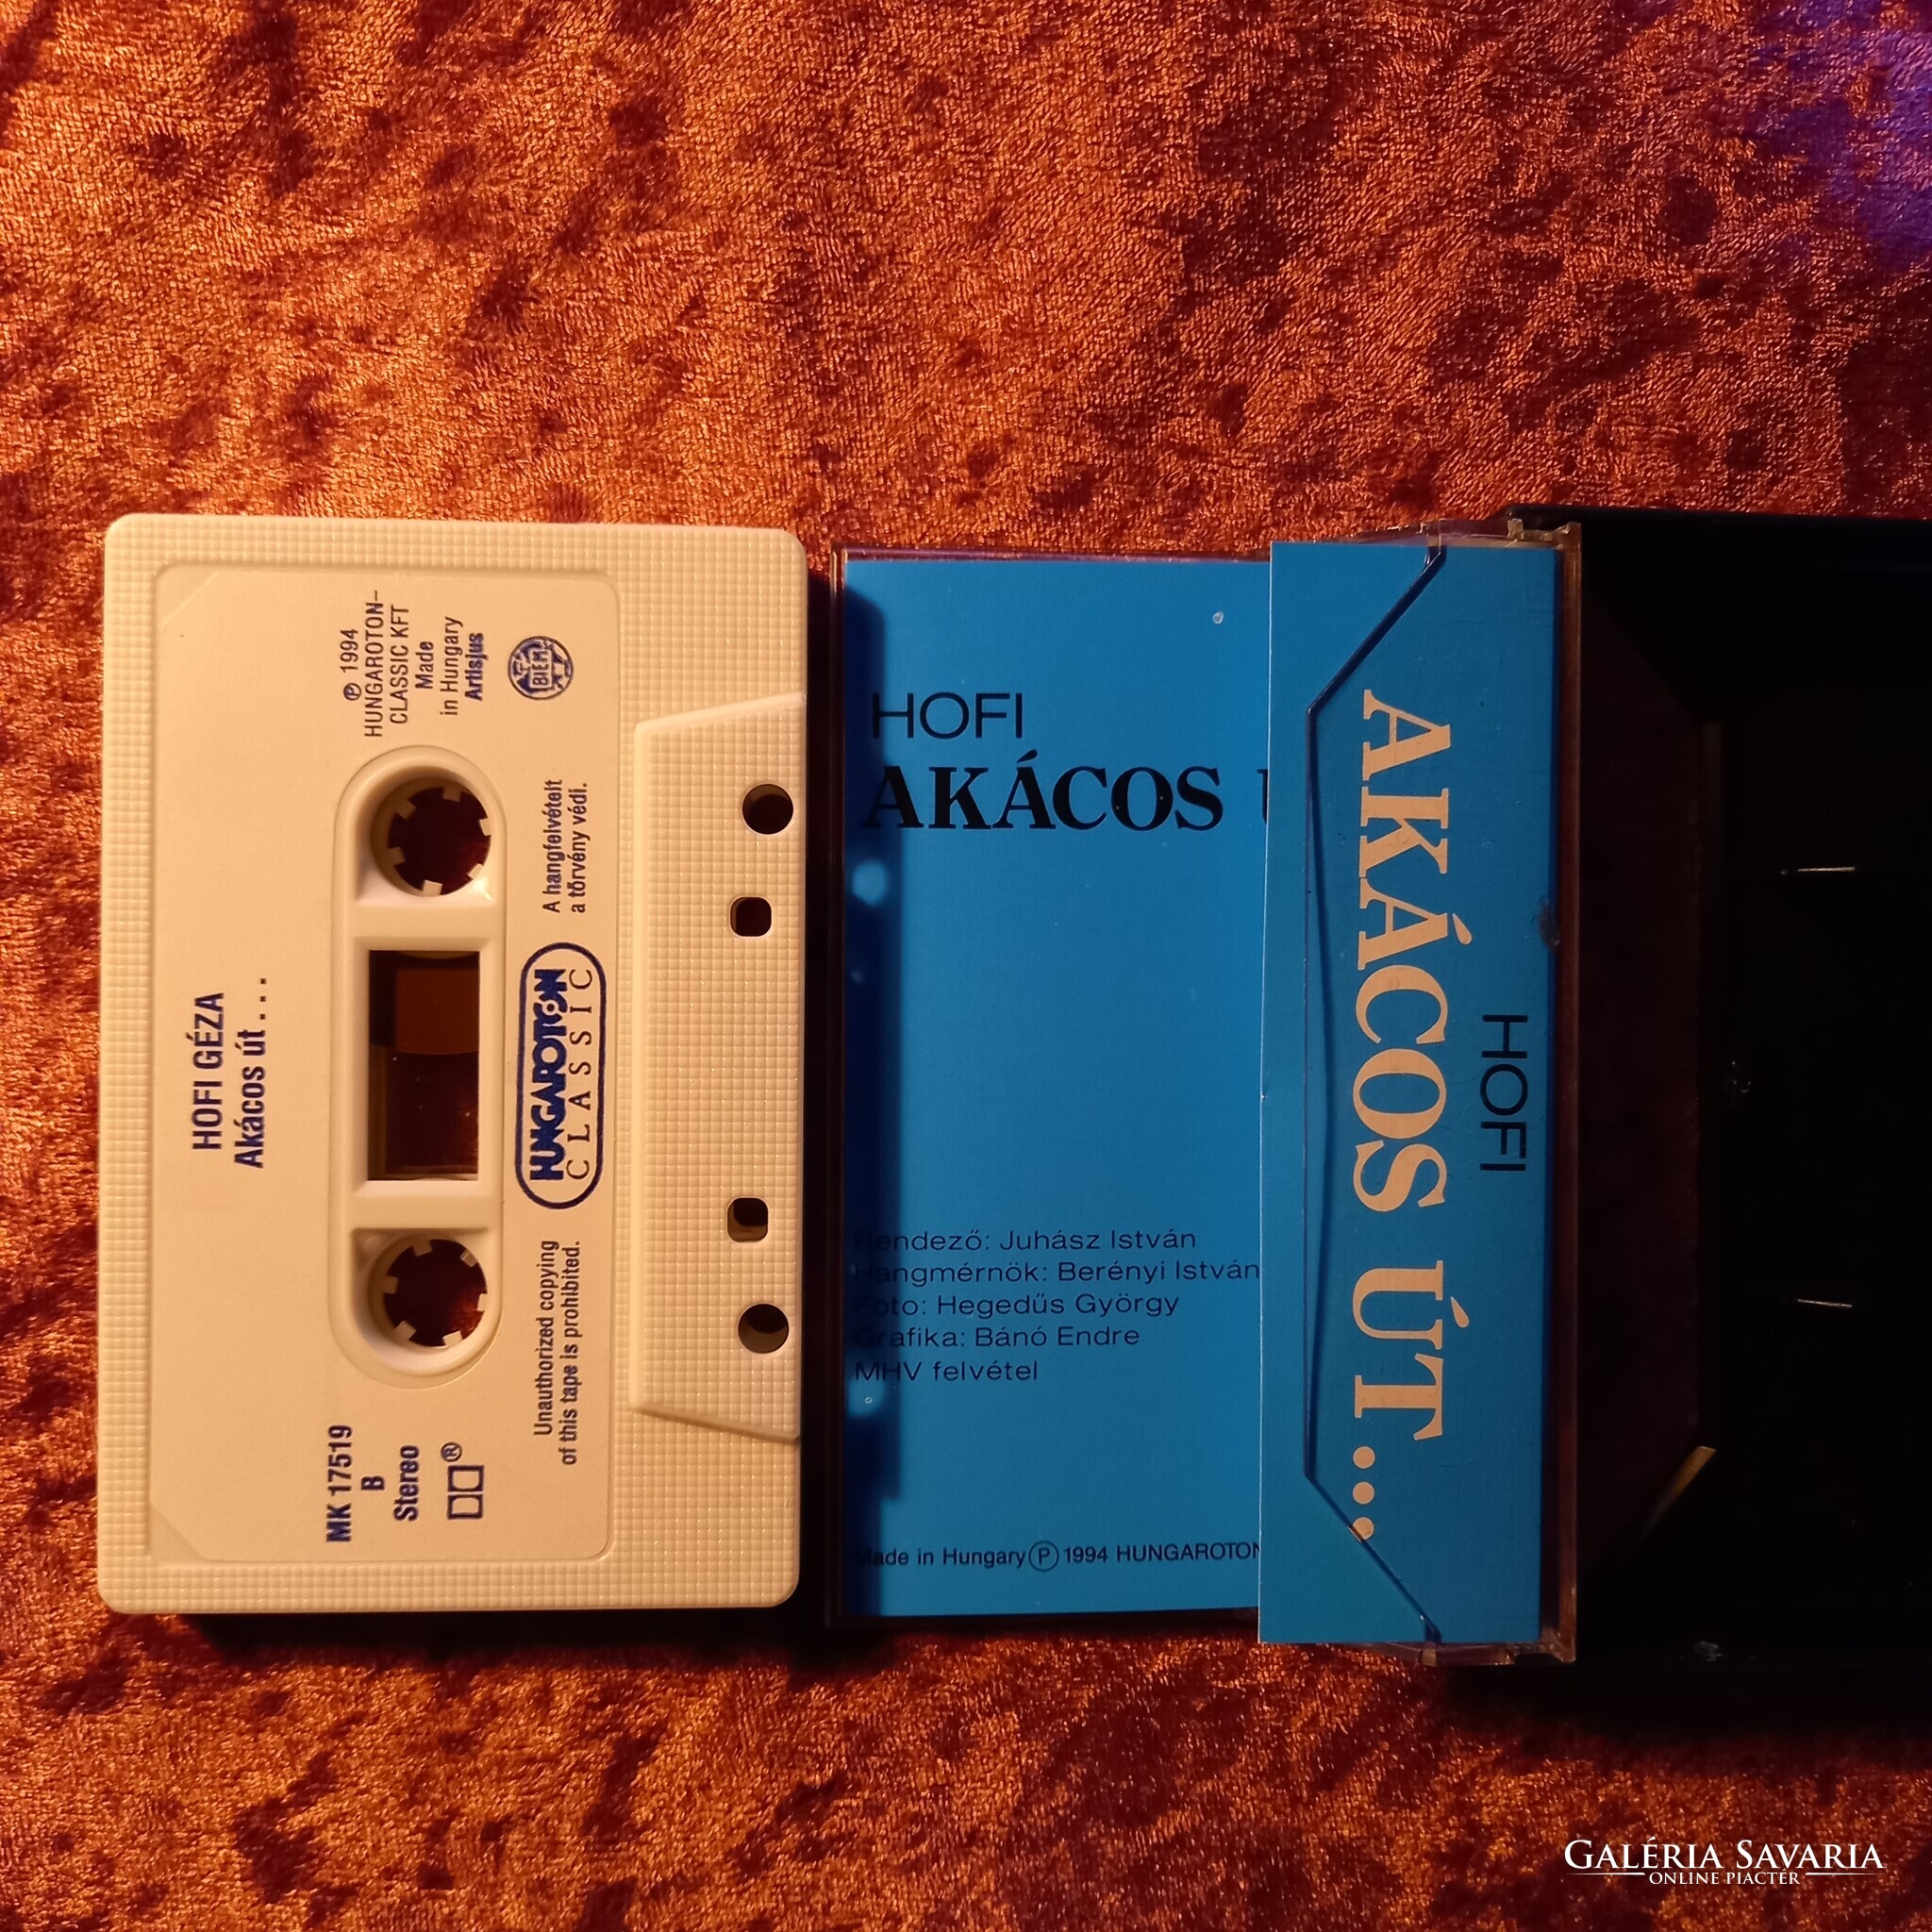 HOFI GÉZA
Akácos út . . .
℗ 1994
HUNGAROTON–
CLASSIC KFT
Made
in Hungary
Artisjus
BIEM
MK 17519
B
Stereo
®
A hangfelvételt
a törvény védi.
HUNGAROTON
CLASSIC
Unauthorized copying
of this tape is prohibited.
HOFI
AKÁCOS
Rendező: Juhász István
Hangmérnök: Berényi István
Foto: Hegedűs György
Grafika: Bánó Endre
MHV felvétel
Made in Hungary ℗ 1994 HUNGAROTON
HOFI
AKÁCOS ÚT...
GALÉRIA SAVARIA
ONLINE PIACTÉR